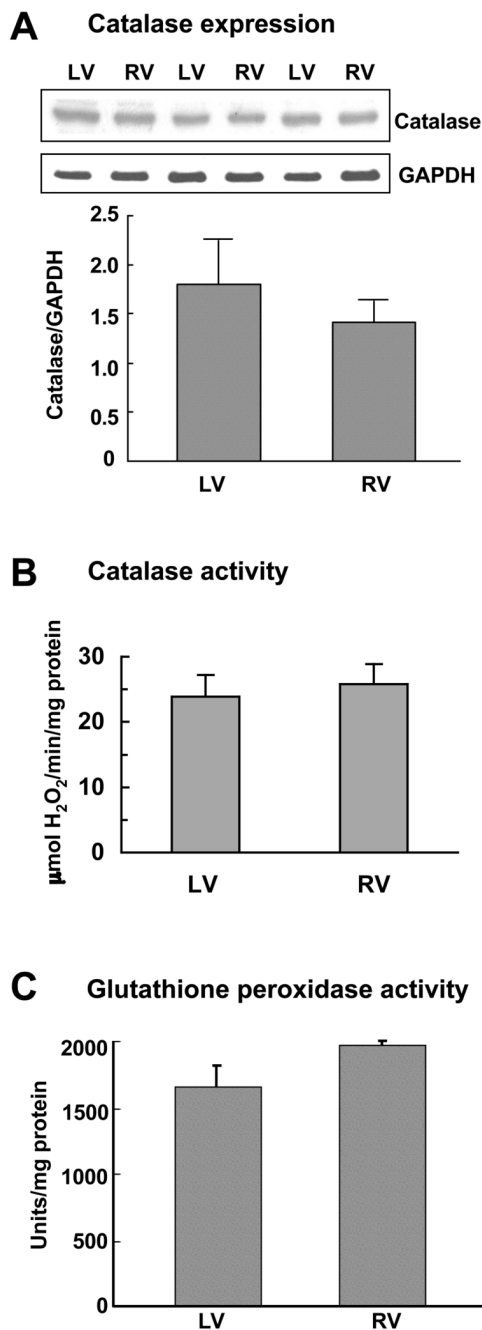 A Catalase expression
LV RV LV RV LV RV
Catalase
GAPDH
Catalase/GAPDH
2.5
2.0
1.5
1.0
0.5
0
LV RV
B Catalase activity
µmol H₂O₂/min/mg protein
30
20
10
0
LV RV
C Glutathione peroxidase activity
Units/mg protein
2000
1500
1000
500
0
LV RV